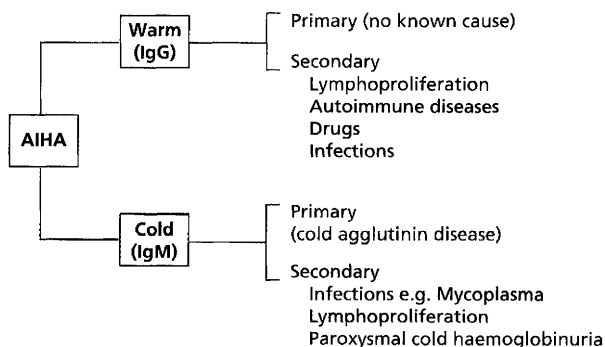 Warm
(IgG)
Primary (no known cause)
Secondary
Lymphoproliferation
Autoimmune diseases
Drugs
Infections
AIHA
Cold
(IgM)
Primary
(cold agglutinin disease)
Secondary
Infections e.g. Mycoplasma
Lymphoproliferation
Paroxysmal cold haemoglobinuria